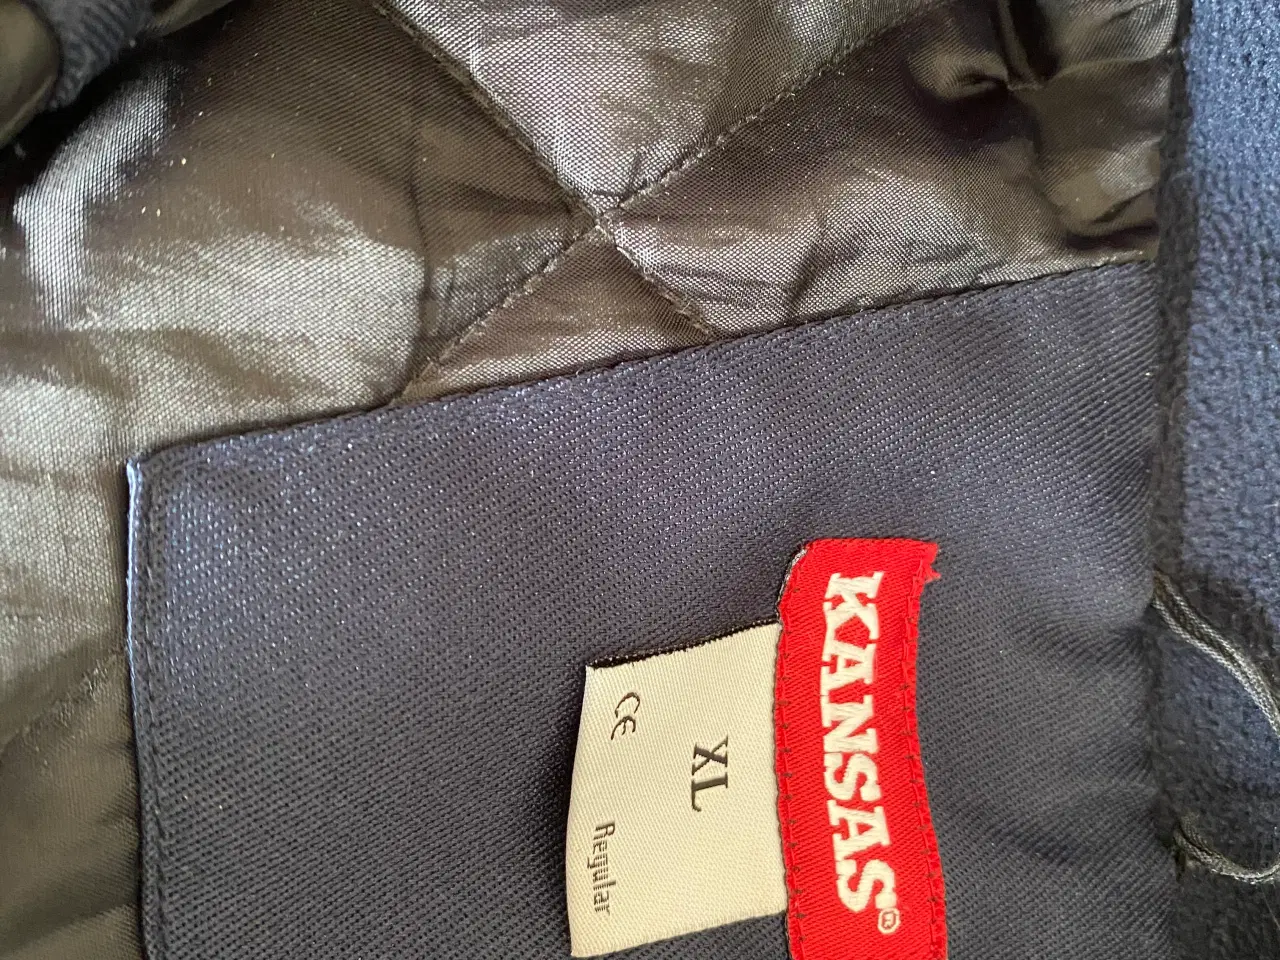 KANSAS®
XL
CE Regular